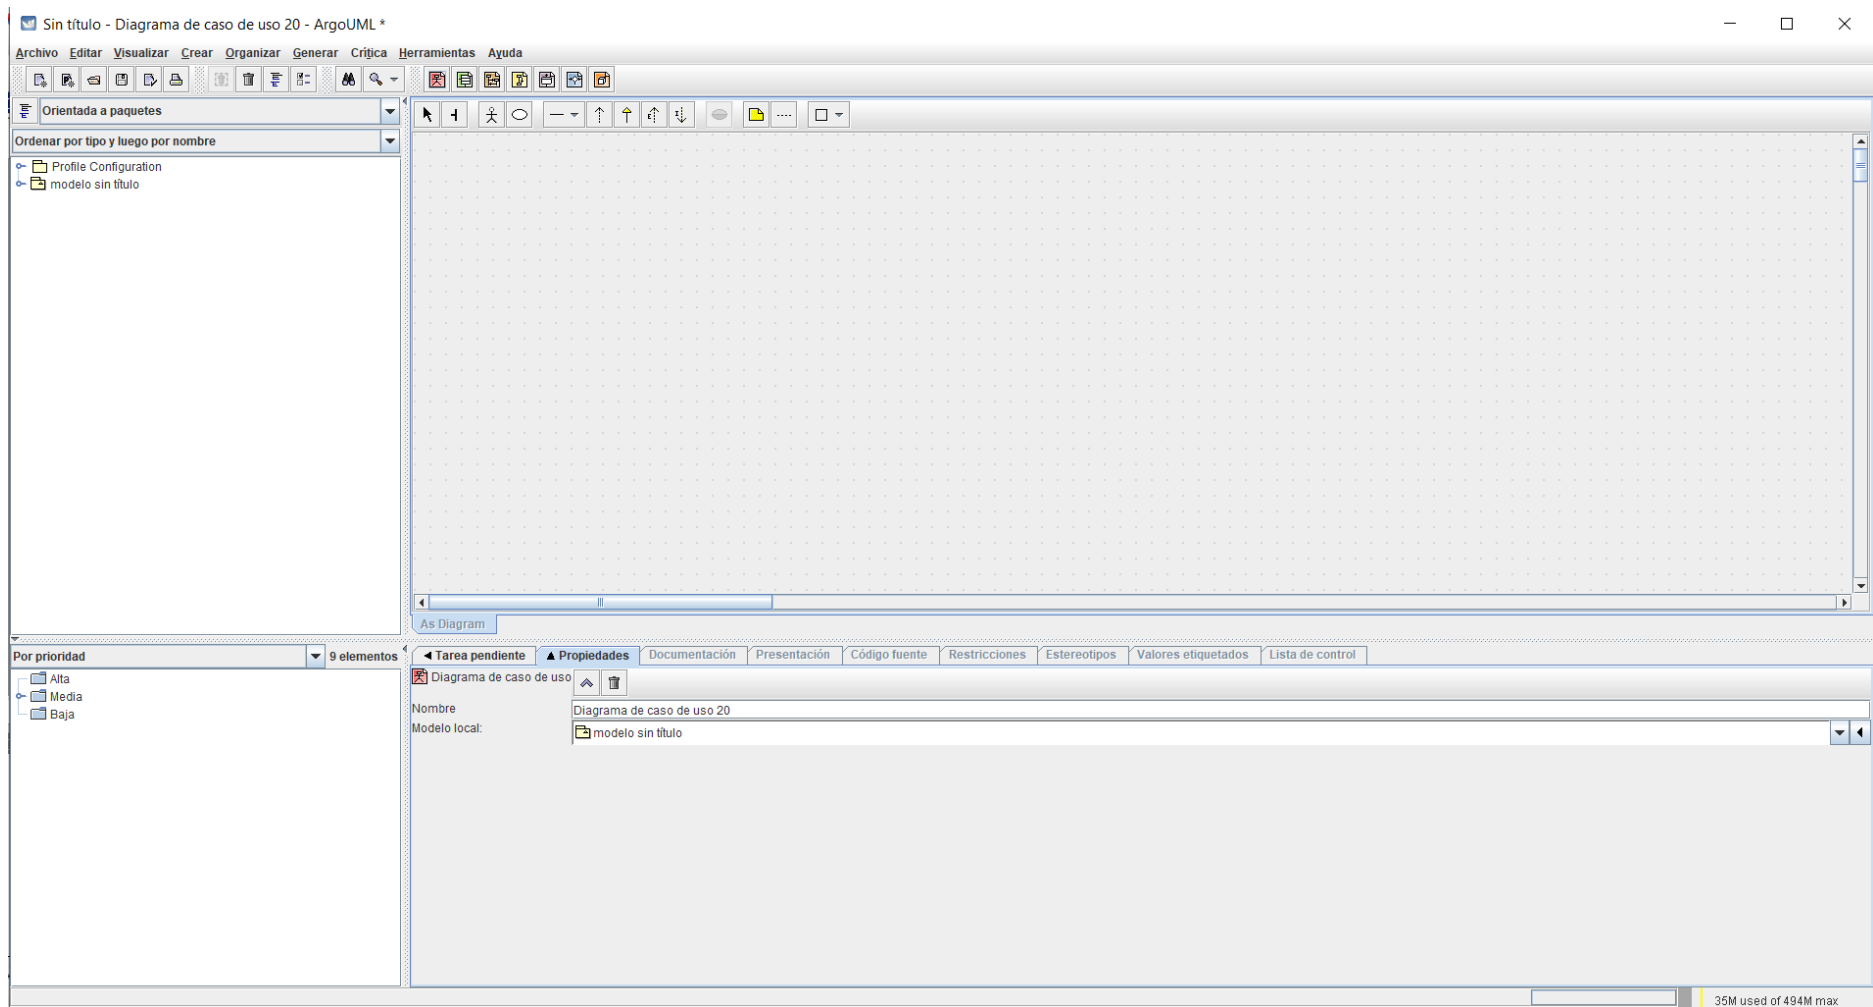 Sin título - Diagrama de caso de uso 20 - ArgoUML *
Archivo Editar Visualizar Crear Organizar Generar Crítica Herramientas Ayuda
Orientada a paquetes
Ordenar por tipo y luego por nombre
Profile Configuration
modelo sin título
As Diagram
Por prioridad 9 elementos
Alta
Media
Baja
Tarea pendiente Propiedades Documentación Presentación Código fuente Restricciones Estereotipos Valores etiquetados Lista de control
Diagrama de caso de uso
Nombre Diagrama de caso de uso 20
Modelo local: modelo sin título
35M used of 494M max